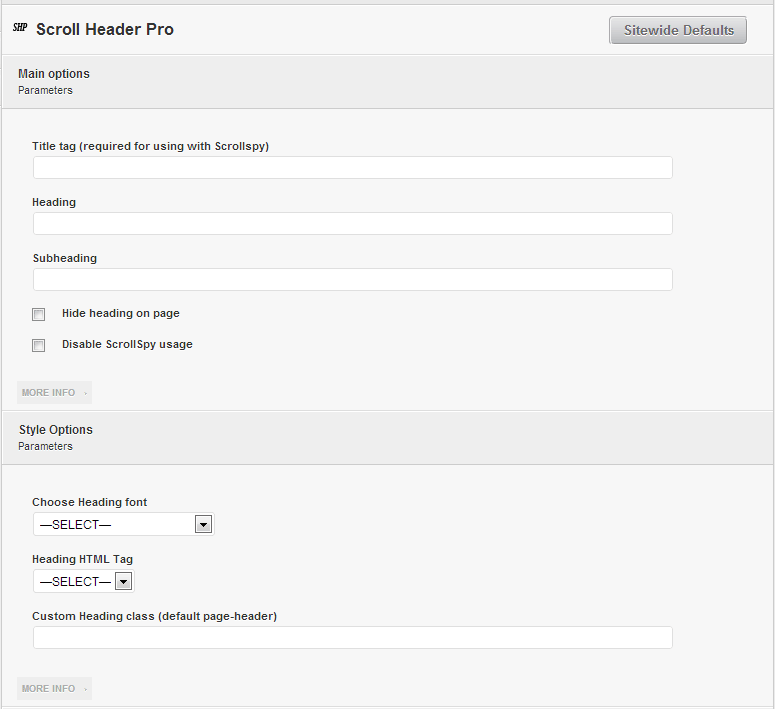 SHP Scroll Header Pro
Sitewide Defaults
Main options
Parameters
Title tag (required for using with Scrollspy)
Heading
Subheading
Hide heading on page
Disable ScrollSpy usage
MORE INFO
Style Options
Parameters
Choose Heading font
—SELECT—
Heading HTML Tag
—SELECT—
Custom Heading class (default page-header)
MORE INFO